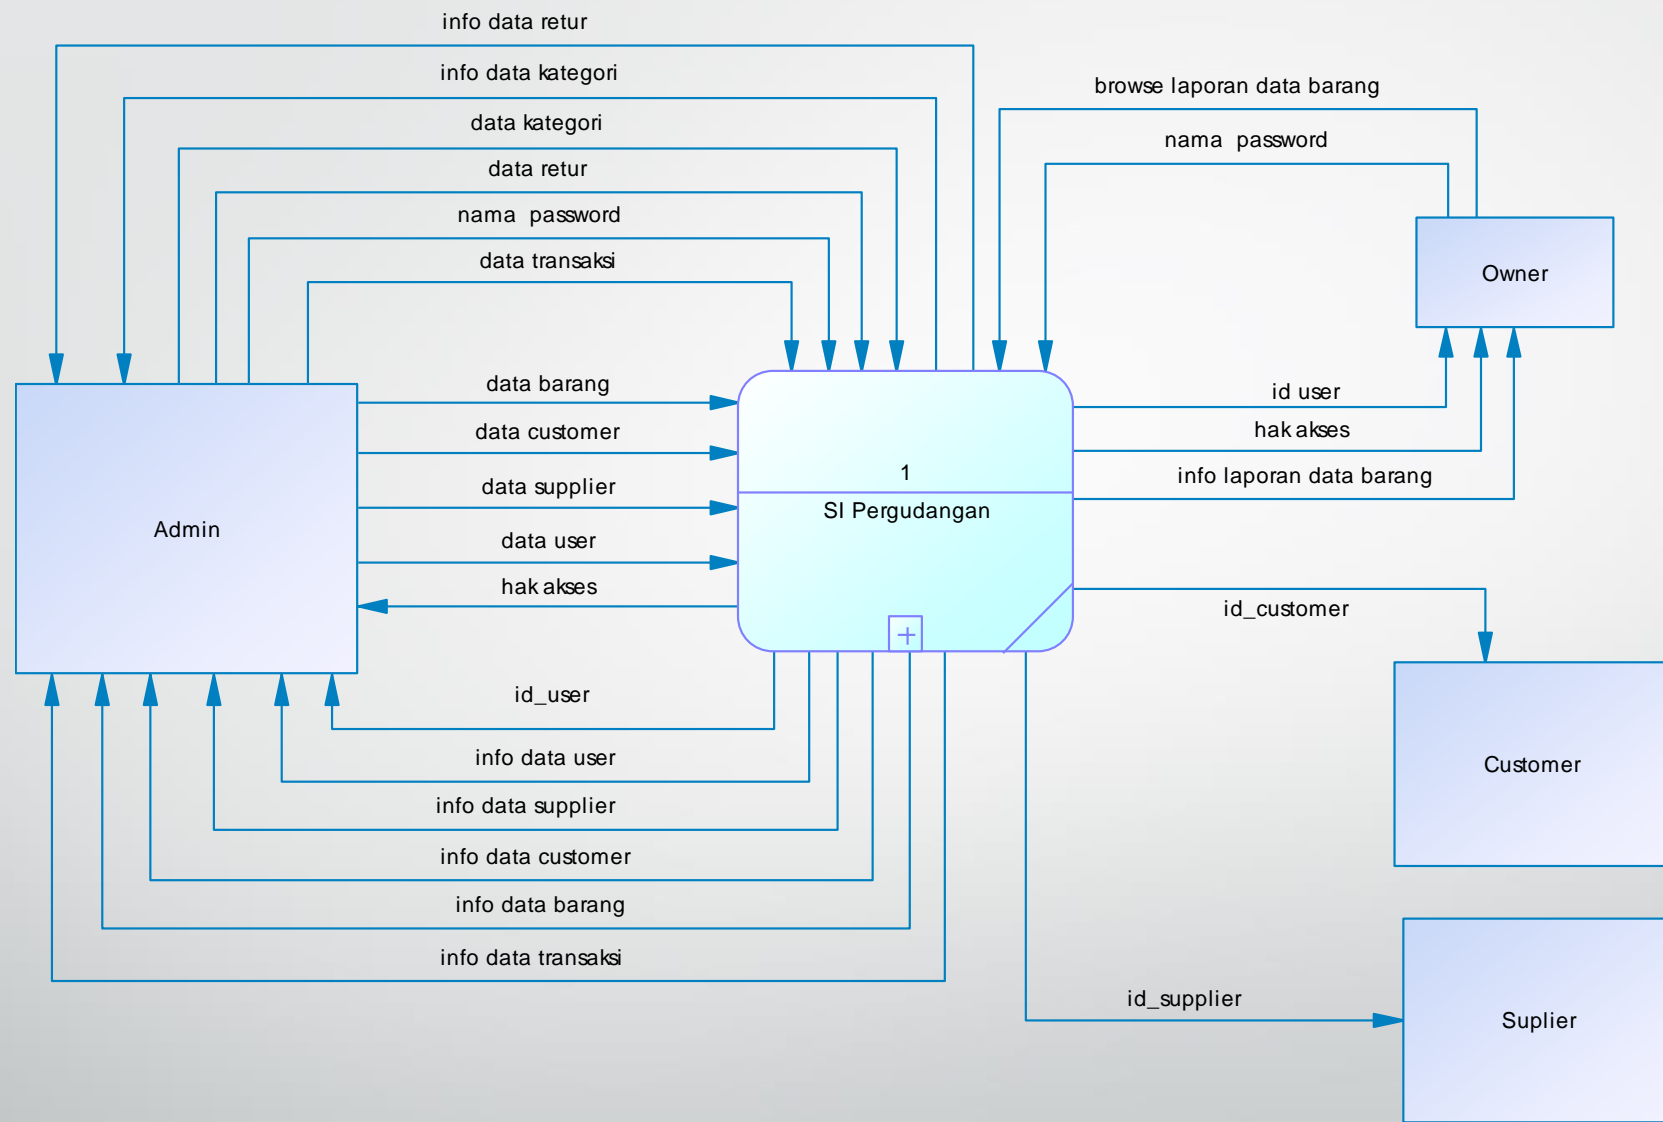 info data retur
info data kategori
browse laporan data barang
data kategori
nama  password
data retur
nama  password
data transaksi
Owner
data barang
id user
data customer
hak akses
1
info laporan data barang
data supplier
SI Pergudangan
Admin
data user
hak akses
id_customer
+
id_user
info data user
Customer
info data supplier
info data customer
info data barang
info data transaksi
id_supplier
Suplier